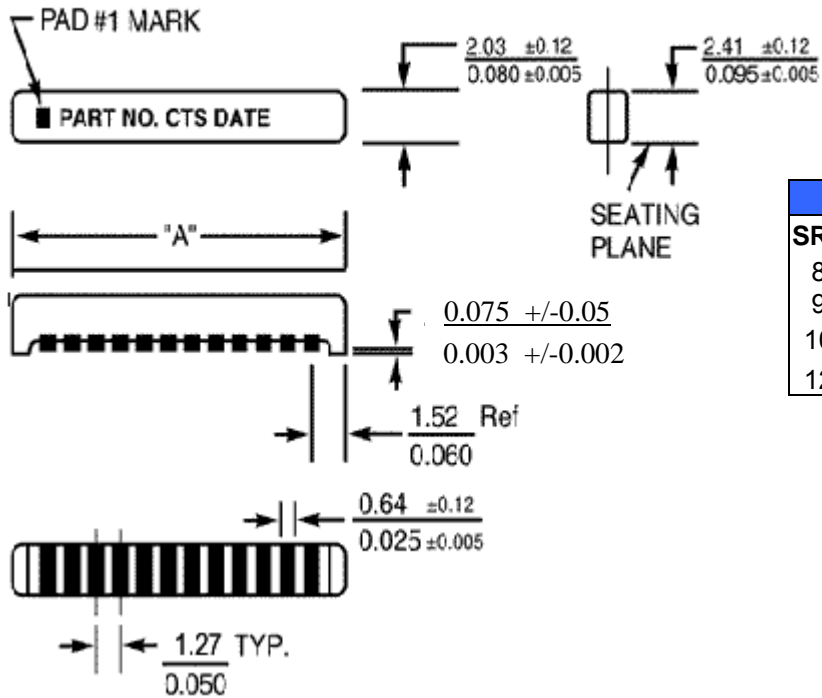 PAD #1 MARK
PART NO. CTS DATE
2.03 ±0.12
0.080 ±0.005
2.41 ±0.12
0.095±0.005
SEATING
PLANE
"A"
0.075 +/-0.05
0.003 +/-0.002
1.52 Ref
0.060
0.64 ±0.12
0.025 ±0.005
1.27 TYP.
0.050
SR
8
9
10
12